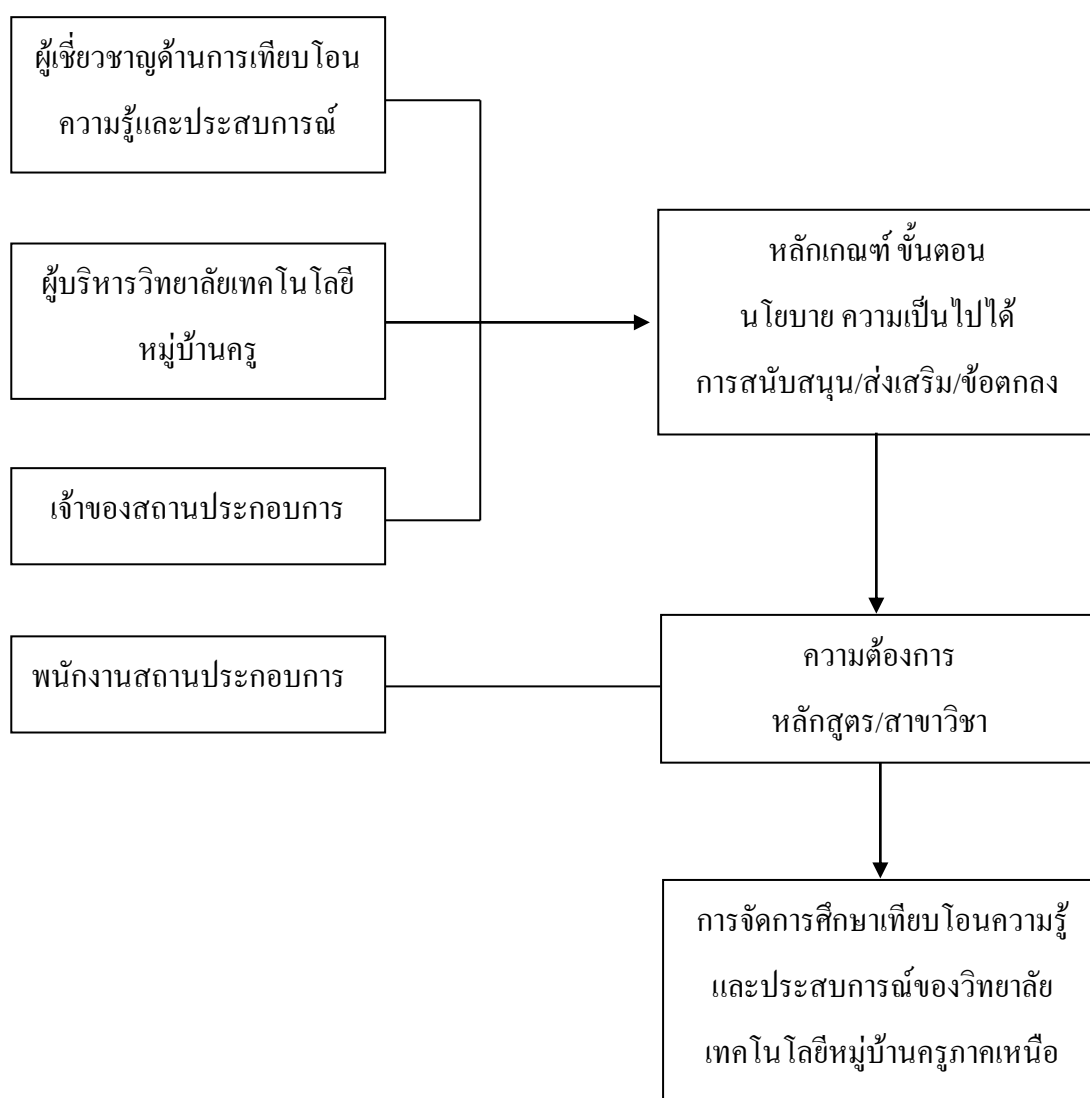 ผู้เชี่ยวชาญด้านการเทียบโอน
ความรู้และประสบการณ์
ผู้บริหารวิทยาลัยเทคโนโลยี
หมู่บ้านครู
เจ้าของสถานประกอบการ
พนักงานสถานประกอบการ
หลักเกณฑ์ ขั้นตอน
นโยบาย ความเป็นไปได้
การสนับสนุน/ส่งเสริม/ข้อตกลง
ความต้องการ
หลักสูตร/สาขาวิชา
การจัดการศึกษาเทียบโอนความรู้
และประสบการณ์ของวิทยาลัย
เทคโนโลยีหมู่บ้านครูภาคเหนือ